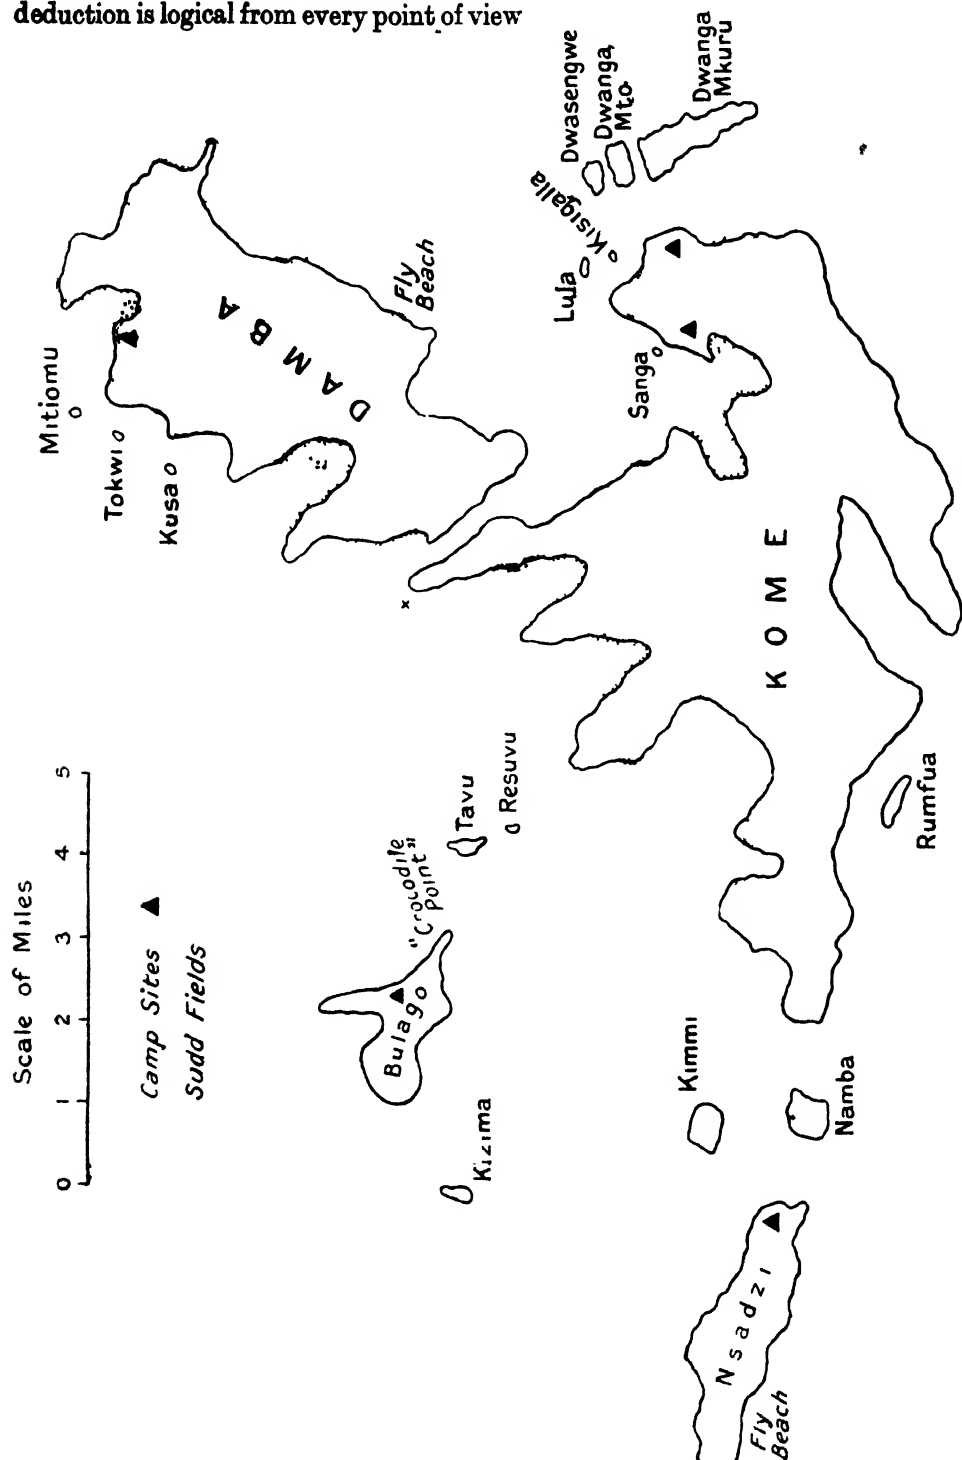 deduction is logical from every point of view
Scale of Miles
0 1 2 3 4 5
Camp Sites
Sudd Fields
Mitiomu
Tokwi
Kusa
DAMBA
Fly
Beach
Dwasengwe
Dwanga
Mto.
Dwanga
Mkuru
Kisigalla
Lula
Sanga
KOME
x
"Crocodile
Point"
Tavu
Resuvu
Bulago
Kizima
Kimmi
Namba
Rumfua
Nsadzi
Fly
Beach